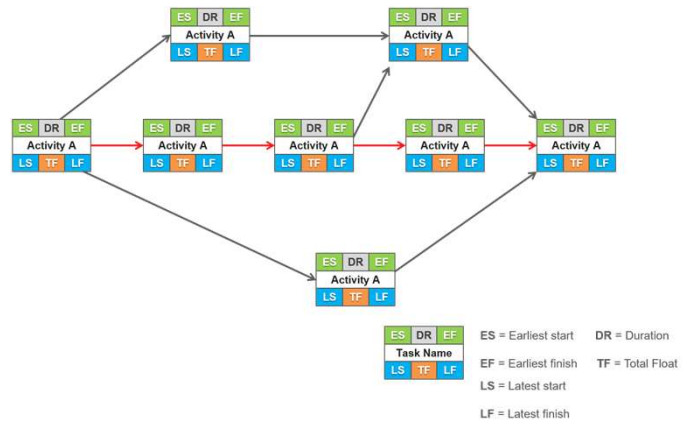 ES DR EF
Activity A
LS TF LF
ES DR EF
Activity A
LS TF LF
ES DR EF
Activity A
LS TF LF
ES DR EF
Activity A
LS TF LF
ES DR EF
Activity A
LS TF LF
ES DR EF
Activity A
LS TF LF
ES DR EF
Activity A
LS TF LF
ES DR EF
Activity A
LS TF LF
ES DR EF
Task Name
LS TF LF
ES = Earliest start DR = Duration
EF = Earliest finish TF = Total Float
LS = Latest start
LF = Latest finish